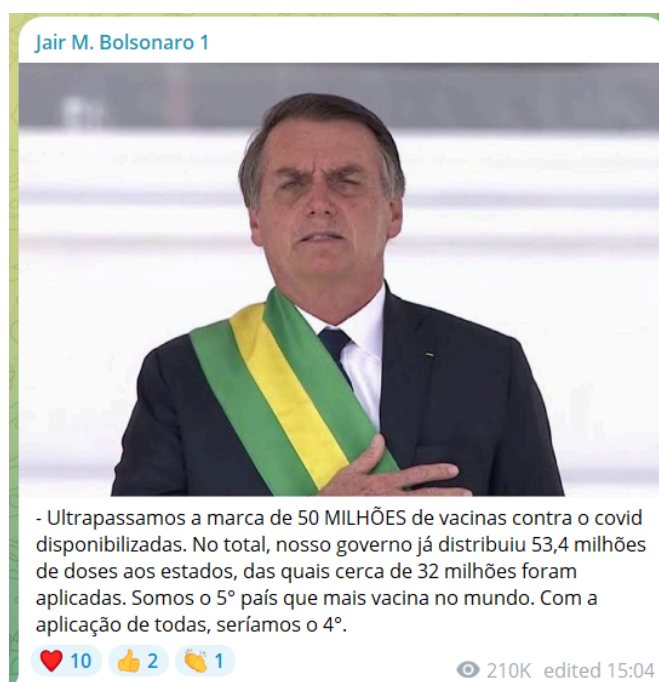 Jair M. Bolsonaro 1
- Ultrapassamos a marca de 50 MILHÕES de vacinas contra o covid
disponibilizadas. No total, nosso governo já distribuiu 53,4 milhões
de doses aos estados, das quais cerca de 32 milhões foram
aplicadas. Somos o 5° país que mais vacina no mundo. Com a
aplicação de todas, seríamos o 4°.
10 2 1 210K edited 15:04